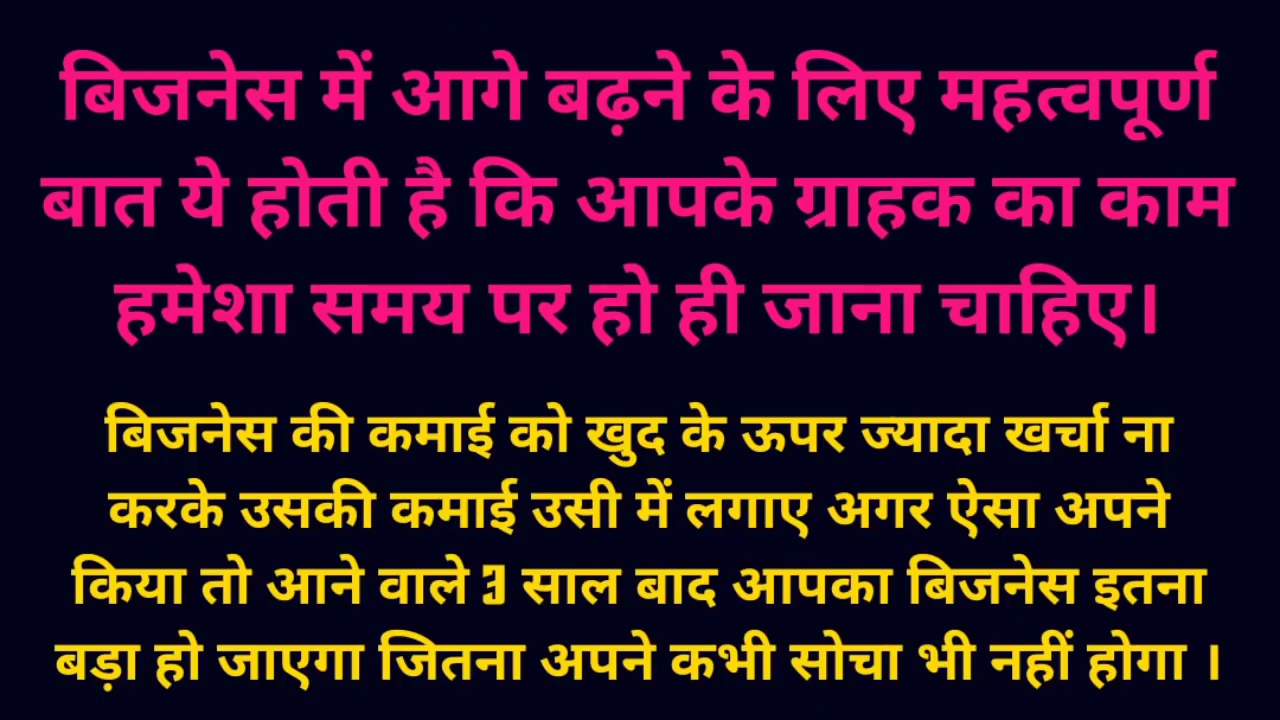 बिजनेस में आगे बढ़ने के लिए महत्वपूर्ण
बात ये होती है कि आपके ग्राहक का काम
हमेशा समय पर हो ही जाना चाहिए।
बिजनेस की कमाई को खुद के ऊपर ज्यादा खर्चा ना
करके उसकी कमाई उसी में लगाए अगर ऐसा अपने
किया तो आने वाले 3 साल बाद आपका बिजनेस इतना
बड़ा हो जाएगा जितना अपने कभी सोचा भी नहीं होगा ।